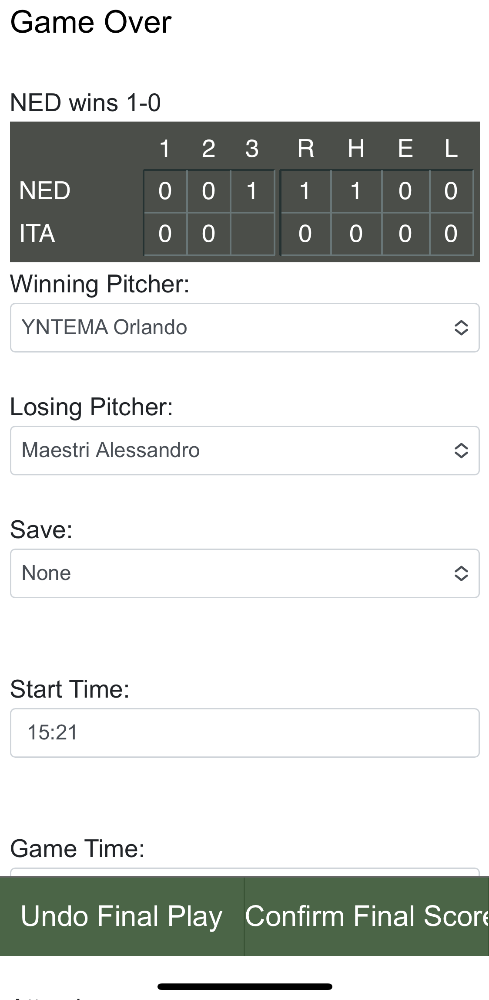 Game Over
NED wins 1-0
1 2 3 R H E L
NED 0 0 1 1 1 0 0
ITA 0 0 0 0 0 0
Winning Pitcher:
YNTEMA Orlando
Losing Pitcher:
Maestri Alessandro
Save:
None
Start Time:
15:21
Game Time:
Undo Final Play
Confirm Final Score